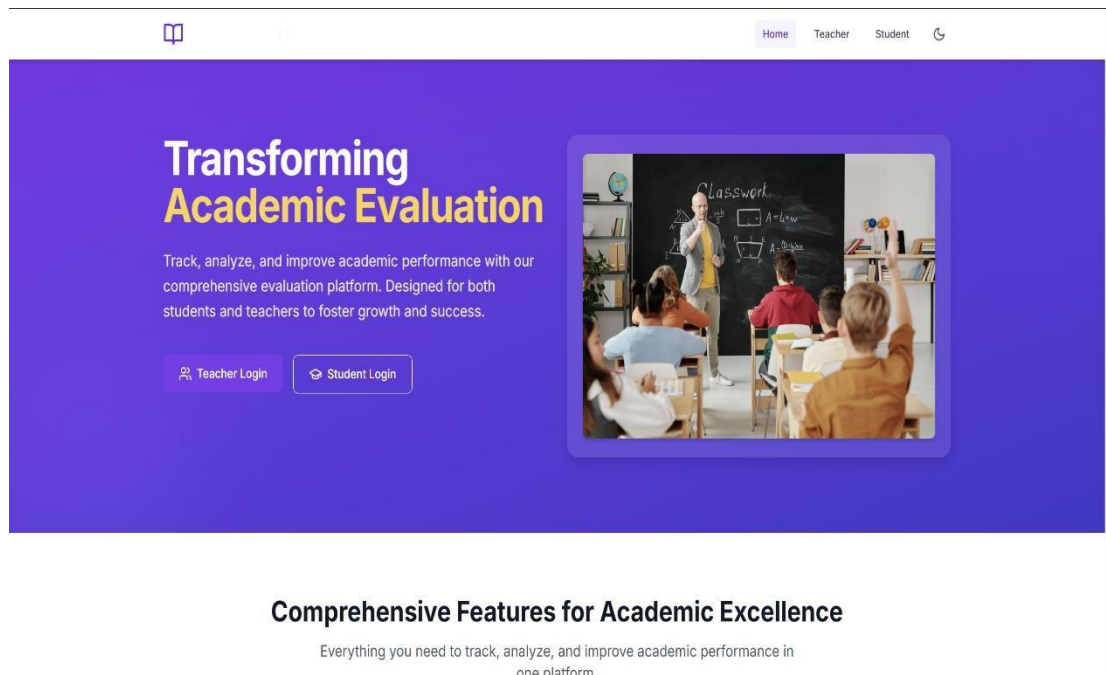 Home Teacher Student
Transforming
Academic Evaluation
Track, analyze, and improve academic performance with our
comprehensive evaluation platform. Designed for both
students and teachers to foster growth and success.
Teacher Login Student Login
Classwork
A=L*w
Comprehensive Features for Academic Excellence
Everything you need to track, analyze, and improve academic performance in
one platform